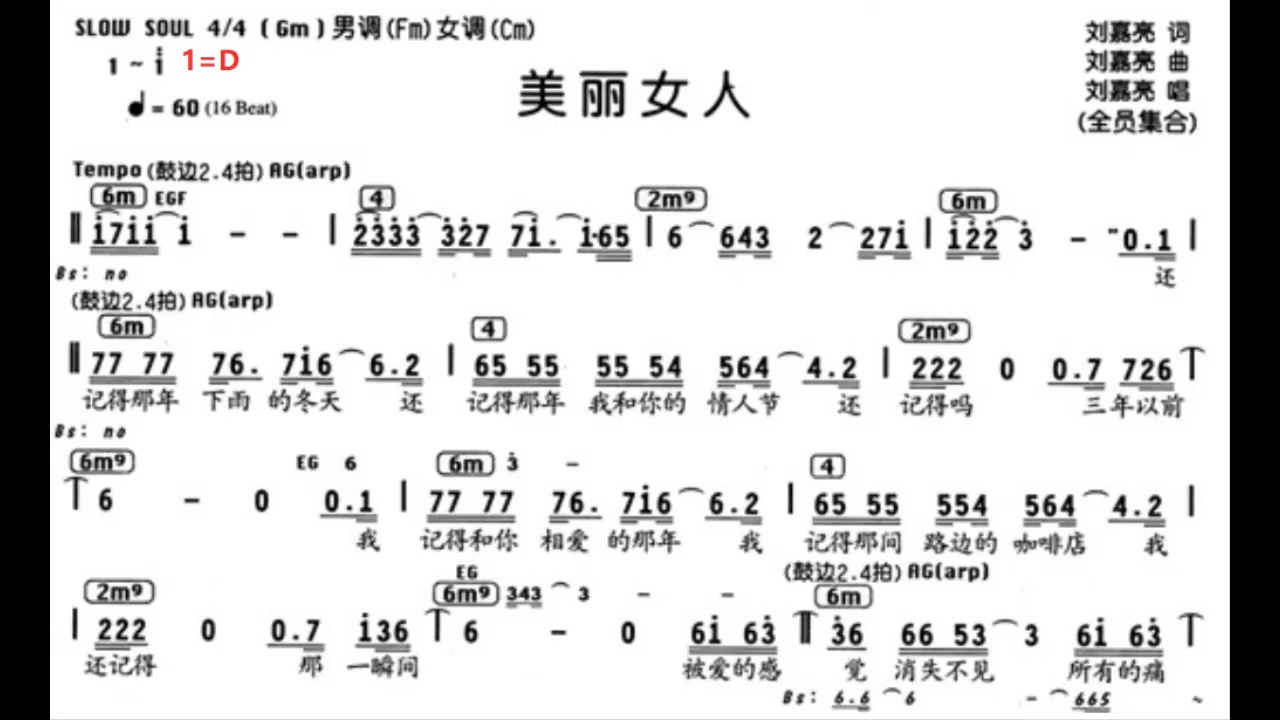 SLOW SOUL 4/4 (Gm)男调(Fm)女调(Cm)
1 ~ i 1=D
♩= 60 (16 Beat)
美丽女人
刘嘉亮 词
刘嘉亮 曲
刘嘉亮 唱
(全员集合)
Tempo (鼓边2.4拍) AG(arp)
6m EGF 4 2m9 6m
‖ i7ii i - - | 2333 327 7i. i·65 | 6 643 2 27i | i22 3 - 0.1 |
Bs: no 还
(鼓边2.4拍) AG(arp)
6m 4 2m9
‖ 77 77 76. 7i6 6.2 | 65 55 55 54 564 4.2 | 222 0 0.7 726 |
记得那年 下雨 的冬天 还 记得那年 我和你的 情人节 还 记得吗 三年以前
Bs: no
6m9 EG 6 6m 3 - 4
6 - 0 0.1 | 77 77 76. 7i6 6.2 | 65 55 554 564 4.2 |
我 记得和你 相爱 的那年 我 记得那间 路边的 咖啡店 我
EG (鼓边2.4拍) AG(arp)
2m9 6m9 343 3 - - 6m
| 222 0 0.7 i36 | 6 - 0 6i 63 ‖ 36 66 53 3 6i 63 |
还记得 那 一瞬间 被爱的感 觉 消失不见 所有的痛
Bs: 6.6 6 - 665 ~